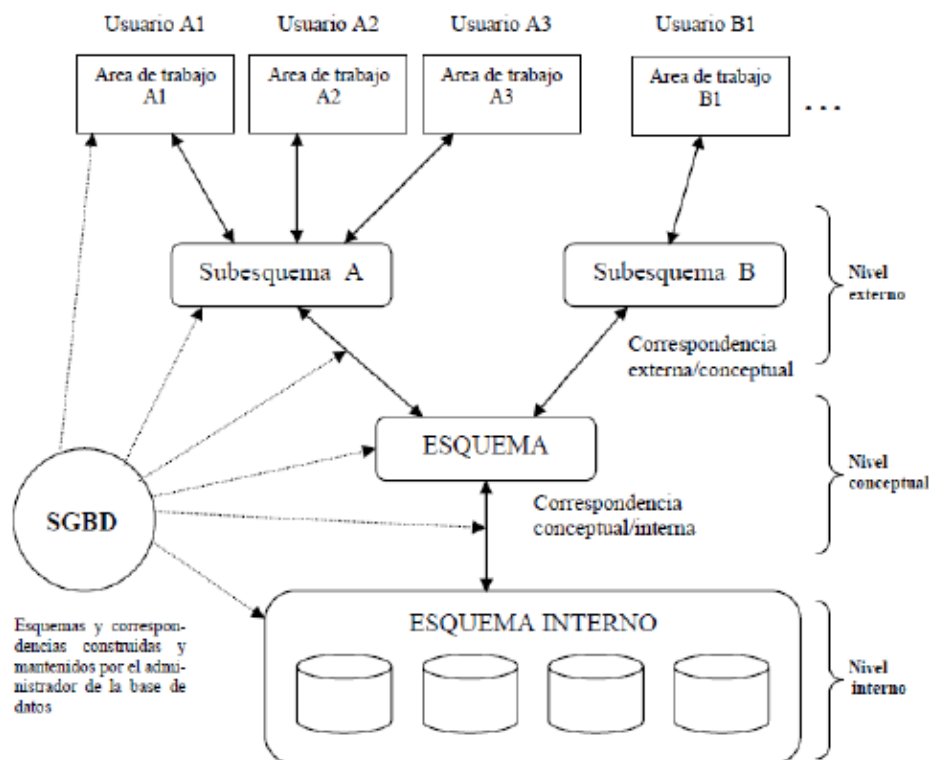 Usuario A1
Usuario A2
Usuario A3
Usuario B1
Area de trabajo
A1
Area de trabajo
A2
Area de trabajo
A3
Area de trabajo
B1
. . .
Subesquema A
Subesquema B
Nivel
externo
Correspondencia
externa/conceptual
ESQUEMA
Nivel
conceptual
SGBD
Correspondencia
conceptual/interna
Esquemas y correspon-
dencias construidas y
mantenidos por el admi-
nistrador de la base de
datos
ESQUEMA INTERNO
Nivel
interno